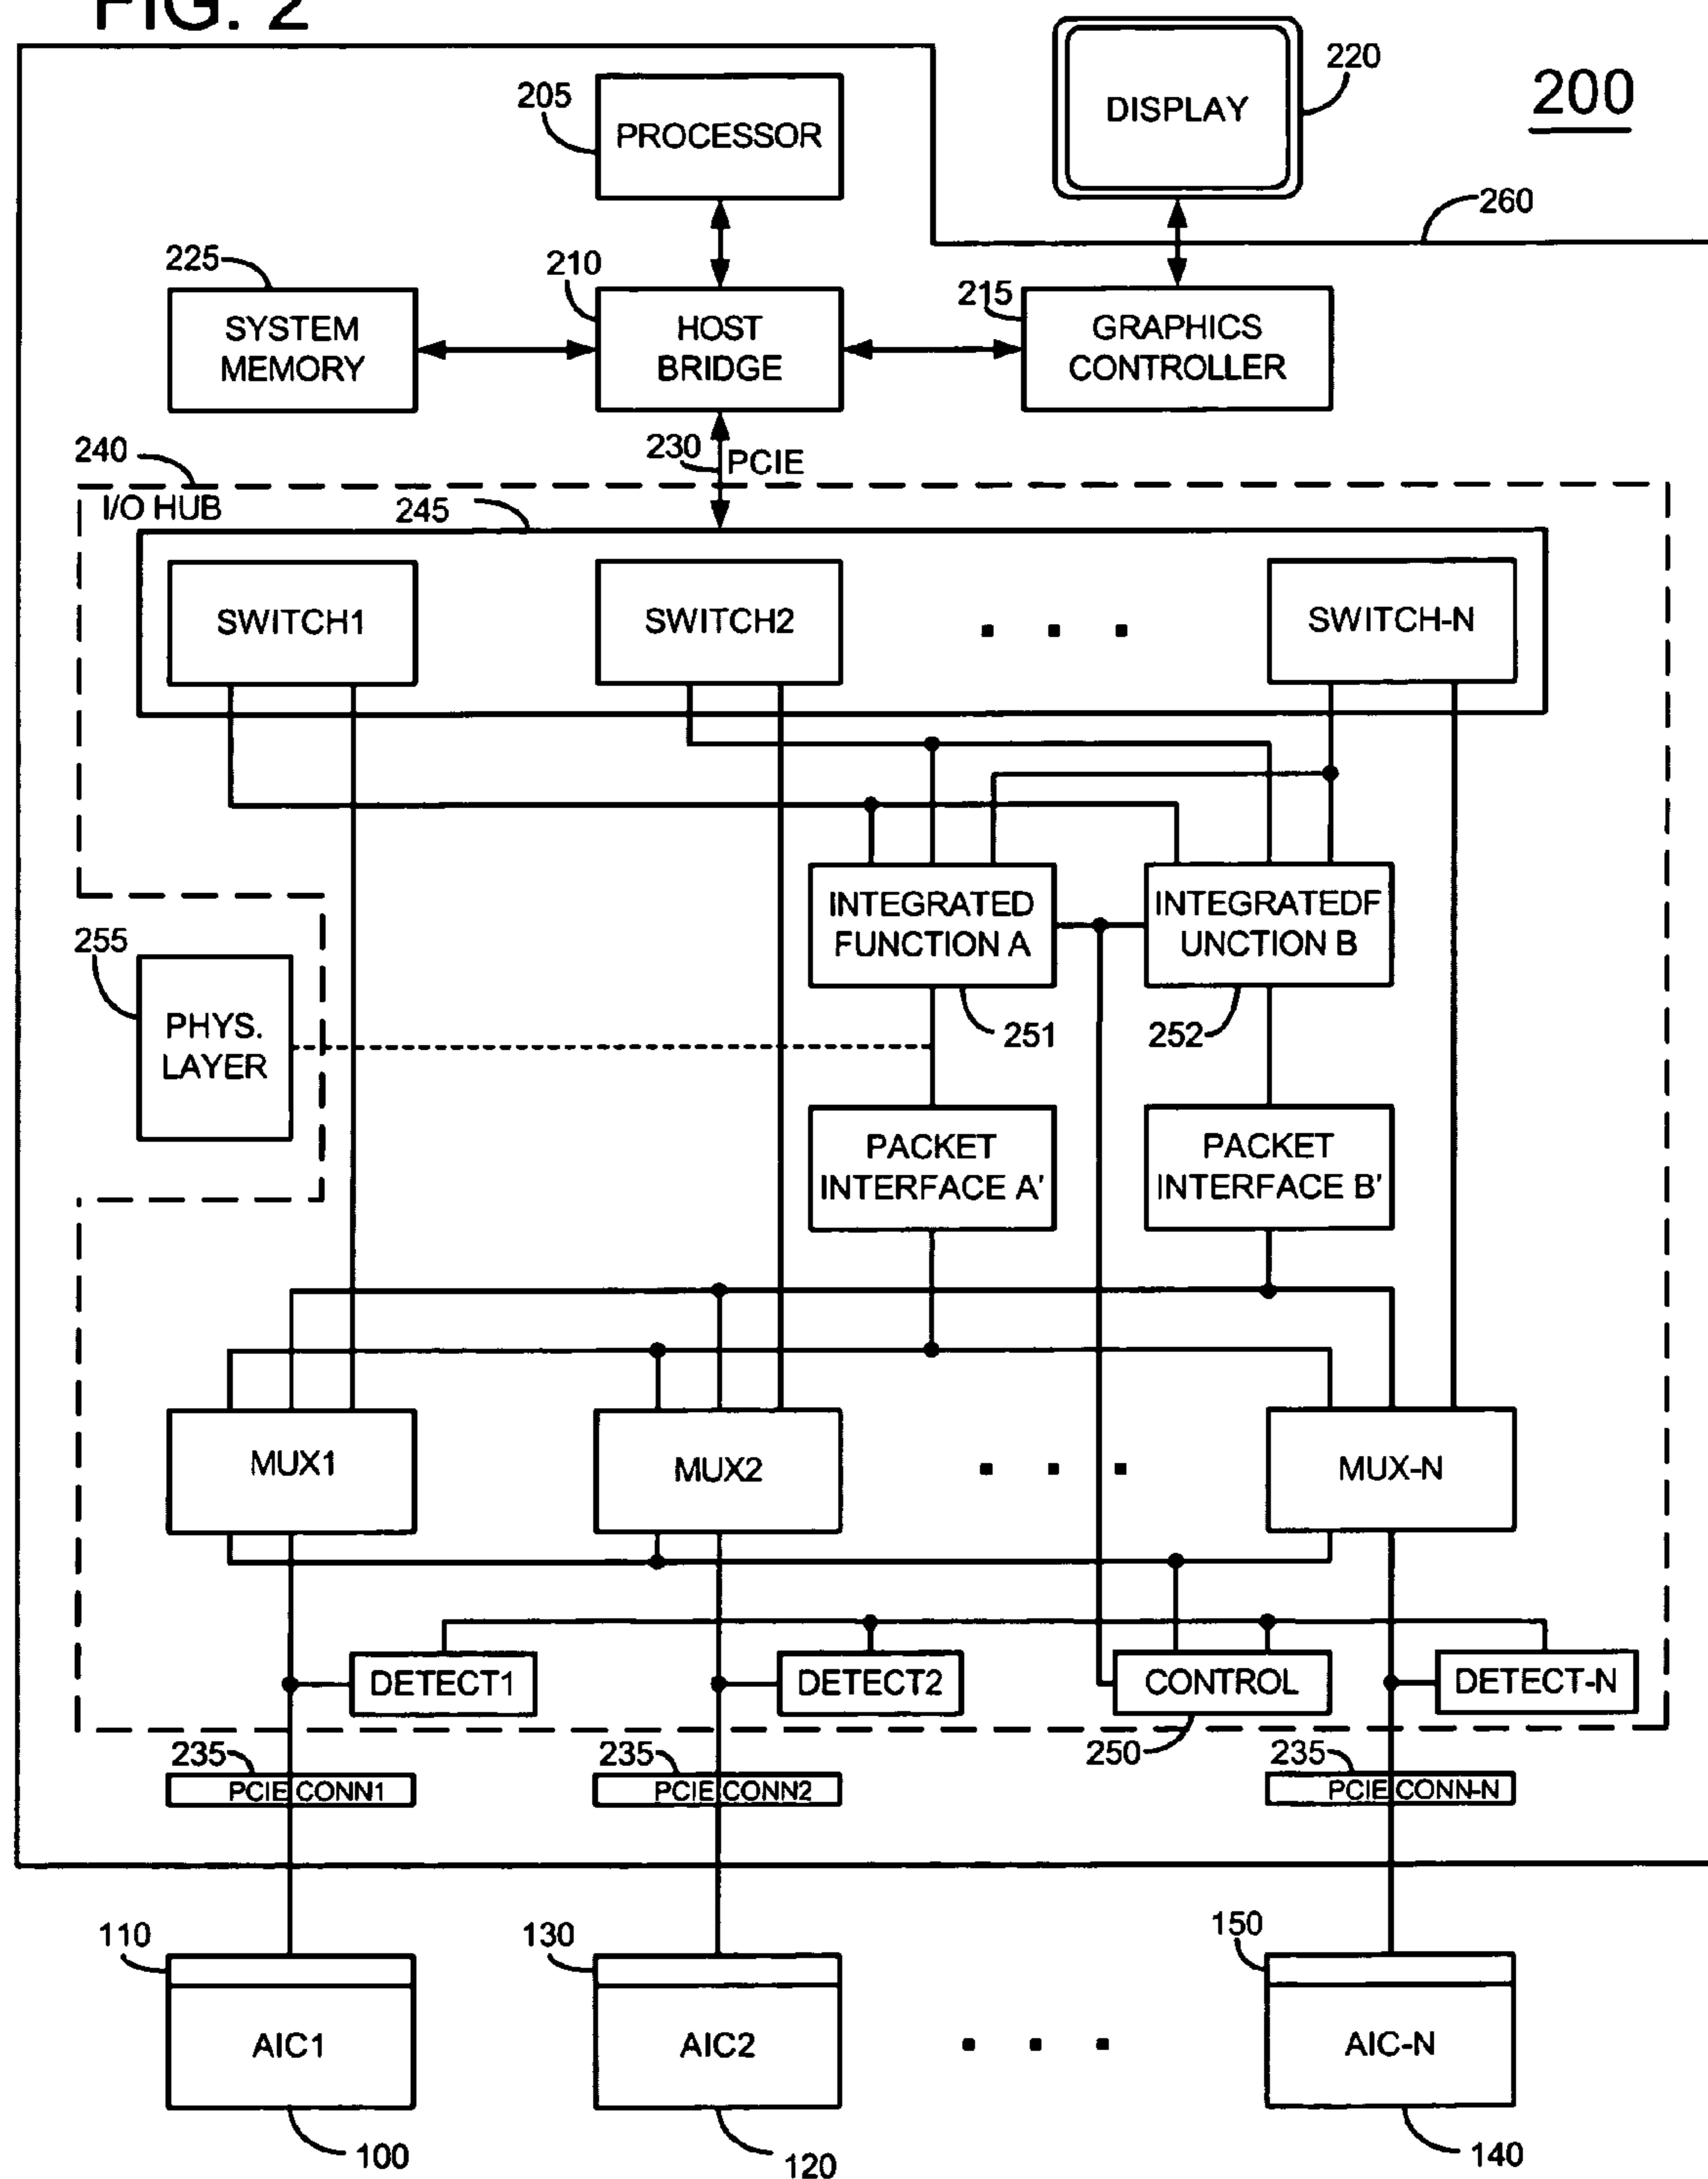 FIG. 2
200
220
DISPLAY
205
PROCESSOR
260
225
210
215
SYSTEM
MEMORY
HOST
BRIDGE
GRAPHICS
CONTROLLER
240
230
PCIE
I/O HUB
245
SWITCH1
SWITCH2
. . .
SWITCH-N
INTEGRATED
FUNCTION A
INTEGRATEDF
UNCTION B
255
PHYS.
LAYER
251
252
PACKET
INTERFACE A'
PACKET
INTERFACE B'
MUX1
MUX2
. . .
MUX-N
DETECT1
DETECT2
CONTROL
DETECT-N
235
235
250
235
PCIE CONN1
PCIE CONN2
PCIE CONN-N
110
130
150
AIC1
AIC2
. . .
AIC-N
100
120
140